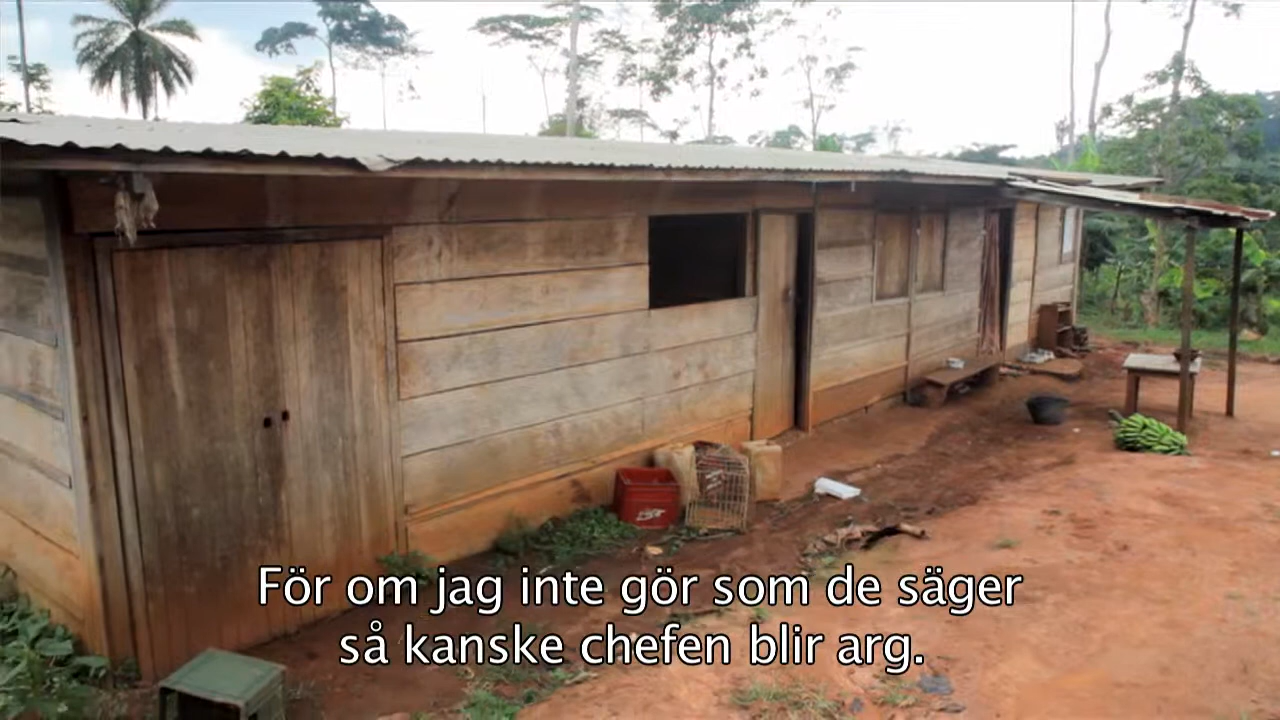 För om jag inte gör som de säger
så kanske chefen blir arg.